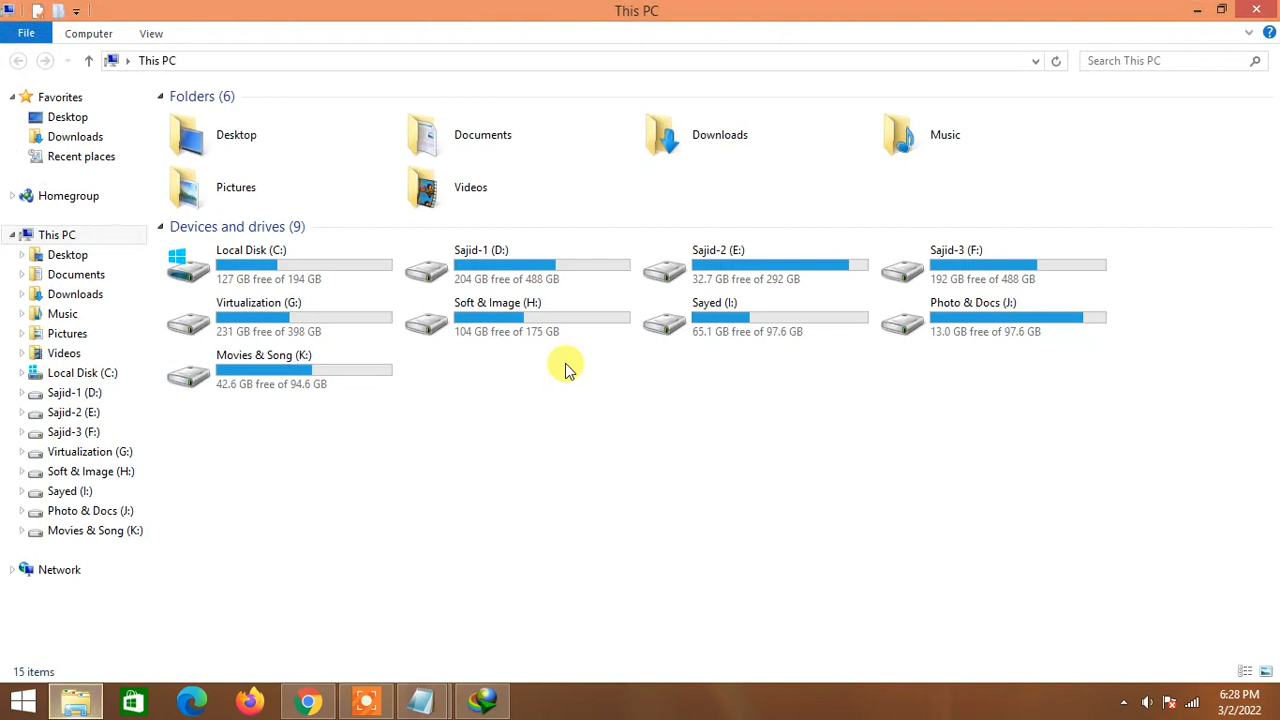 This PC
File
Computer
View
This PC
Search This PC
Favorites
Desktop
Downloads
Recent places
Homegroup
This PC
Desktop
Documents
Downloads
Music
Pictures
Videos
Local Disk (C:)
Sajid-1 (D:)
Sajid-2 (E:)
Sajid-3 (F:)
Virtualization (G:)
Soft & Image (H:)
Sayed (I:)
Photo & Docs (J:)
Movies & Song (K:)
Network
Folders (6)
Desktop
Documents
Downloads
Music
Pictures
Videos
Devices and drives (9)
Local Disk (C:)
127 GB free of 194 GB
Sajid-1 (D:)
204 GB free of 488 GB
Sajid-2 (E:)
32.7 GB free of 292 GB
Sajid-3 (F:)
192 GB free of 488 GB
Virtualization (G:)
231 GB free of 398 GB
Soft & Image (H:)
104 GB free of 175 GB
Sayed (I:)
65.1 GB free of 97.6 GB
Photo & Docs (J:)
13.0 GB free of 97.6 GB
Movies & Song (K:)
42.6 GB free of 94.6 GB
15 items
6:28 PM
3/2/2022